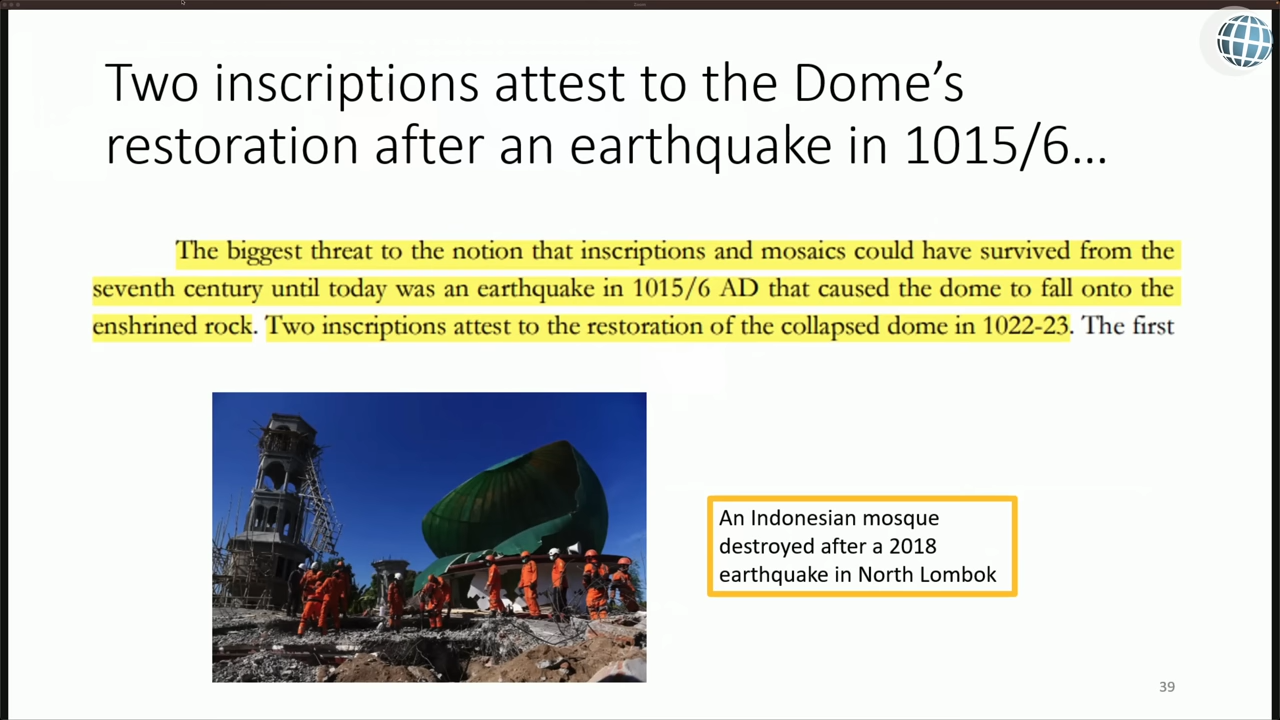 Two inscriptions attest to the Dome’s
restoration after an earthquake in 1015/6…
The biggest threat to the notion that inscriptions and mosaics could have survived from the
seventh century until today was an earthquake in 1015/6 AD that caused the dome to fall onto the
enshrined rock. Two inscriptions attest to the restoration of the collapsed dome in 1022-23. The first
An Indonesian mosque
destroyed after a 2018
earthquake in North Lombok
39